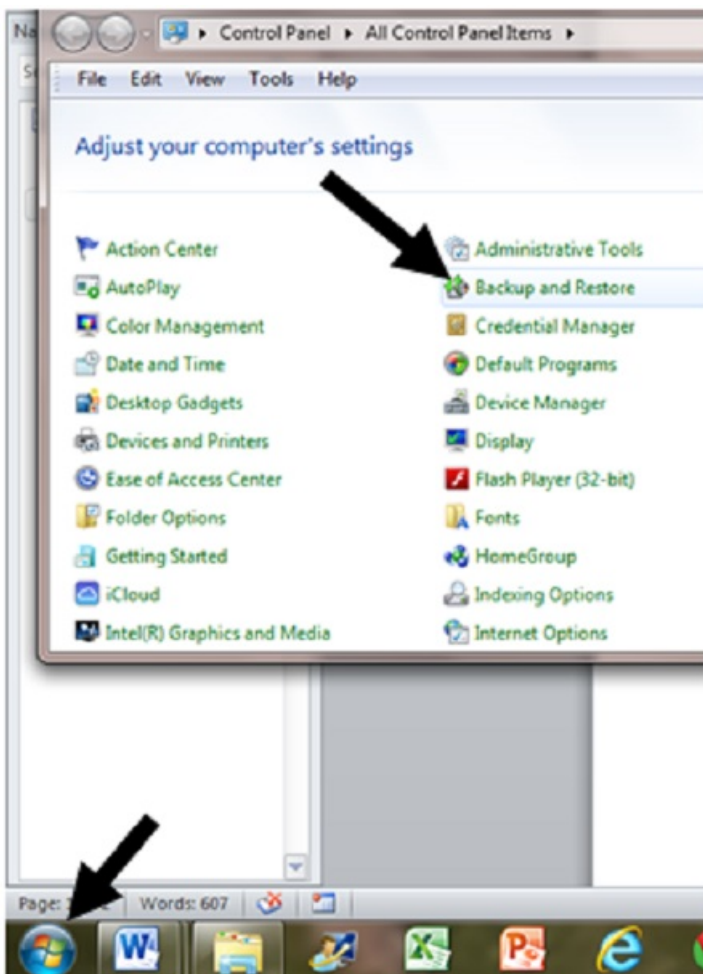 Na
Control Panel ▸ All Control Panel Items ▸
Se
File Edit View Tools Help
Adjust your computer's settings
Action Center
Administrative Tools
AutoPlay
Backup and Restore
Color Management
Credential Manager
Date and Time
Default Programs
Desktop Gadgets
Device Manager
Devices and Printers
Display
Ease of Access Center
Flash Player (32-bit)
Folder Options
Fonts
Getting Started
HomeGroup
iCloud
Indexing Options
Intel(R) Graphics and Media
Internet Options
Page: Words: 607